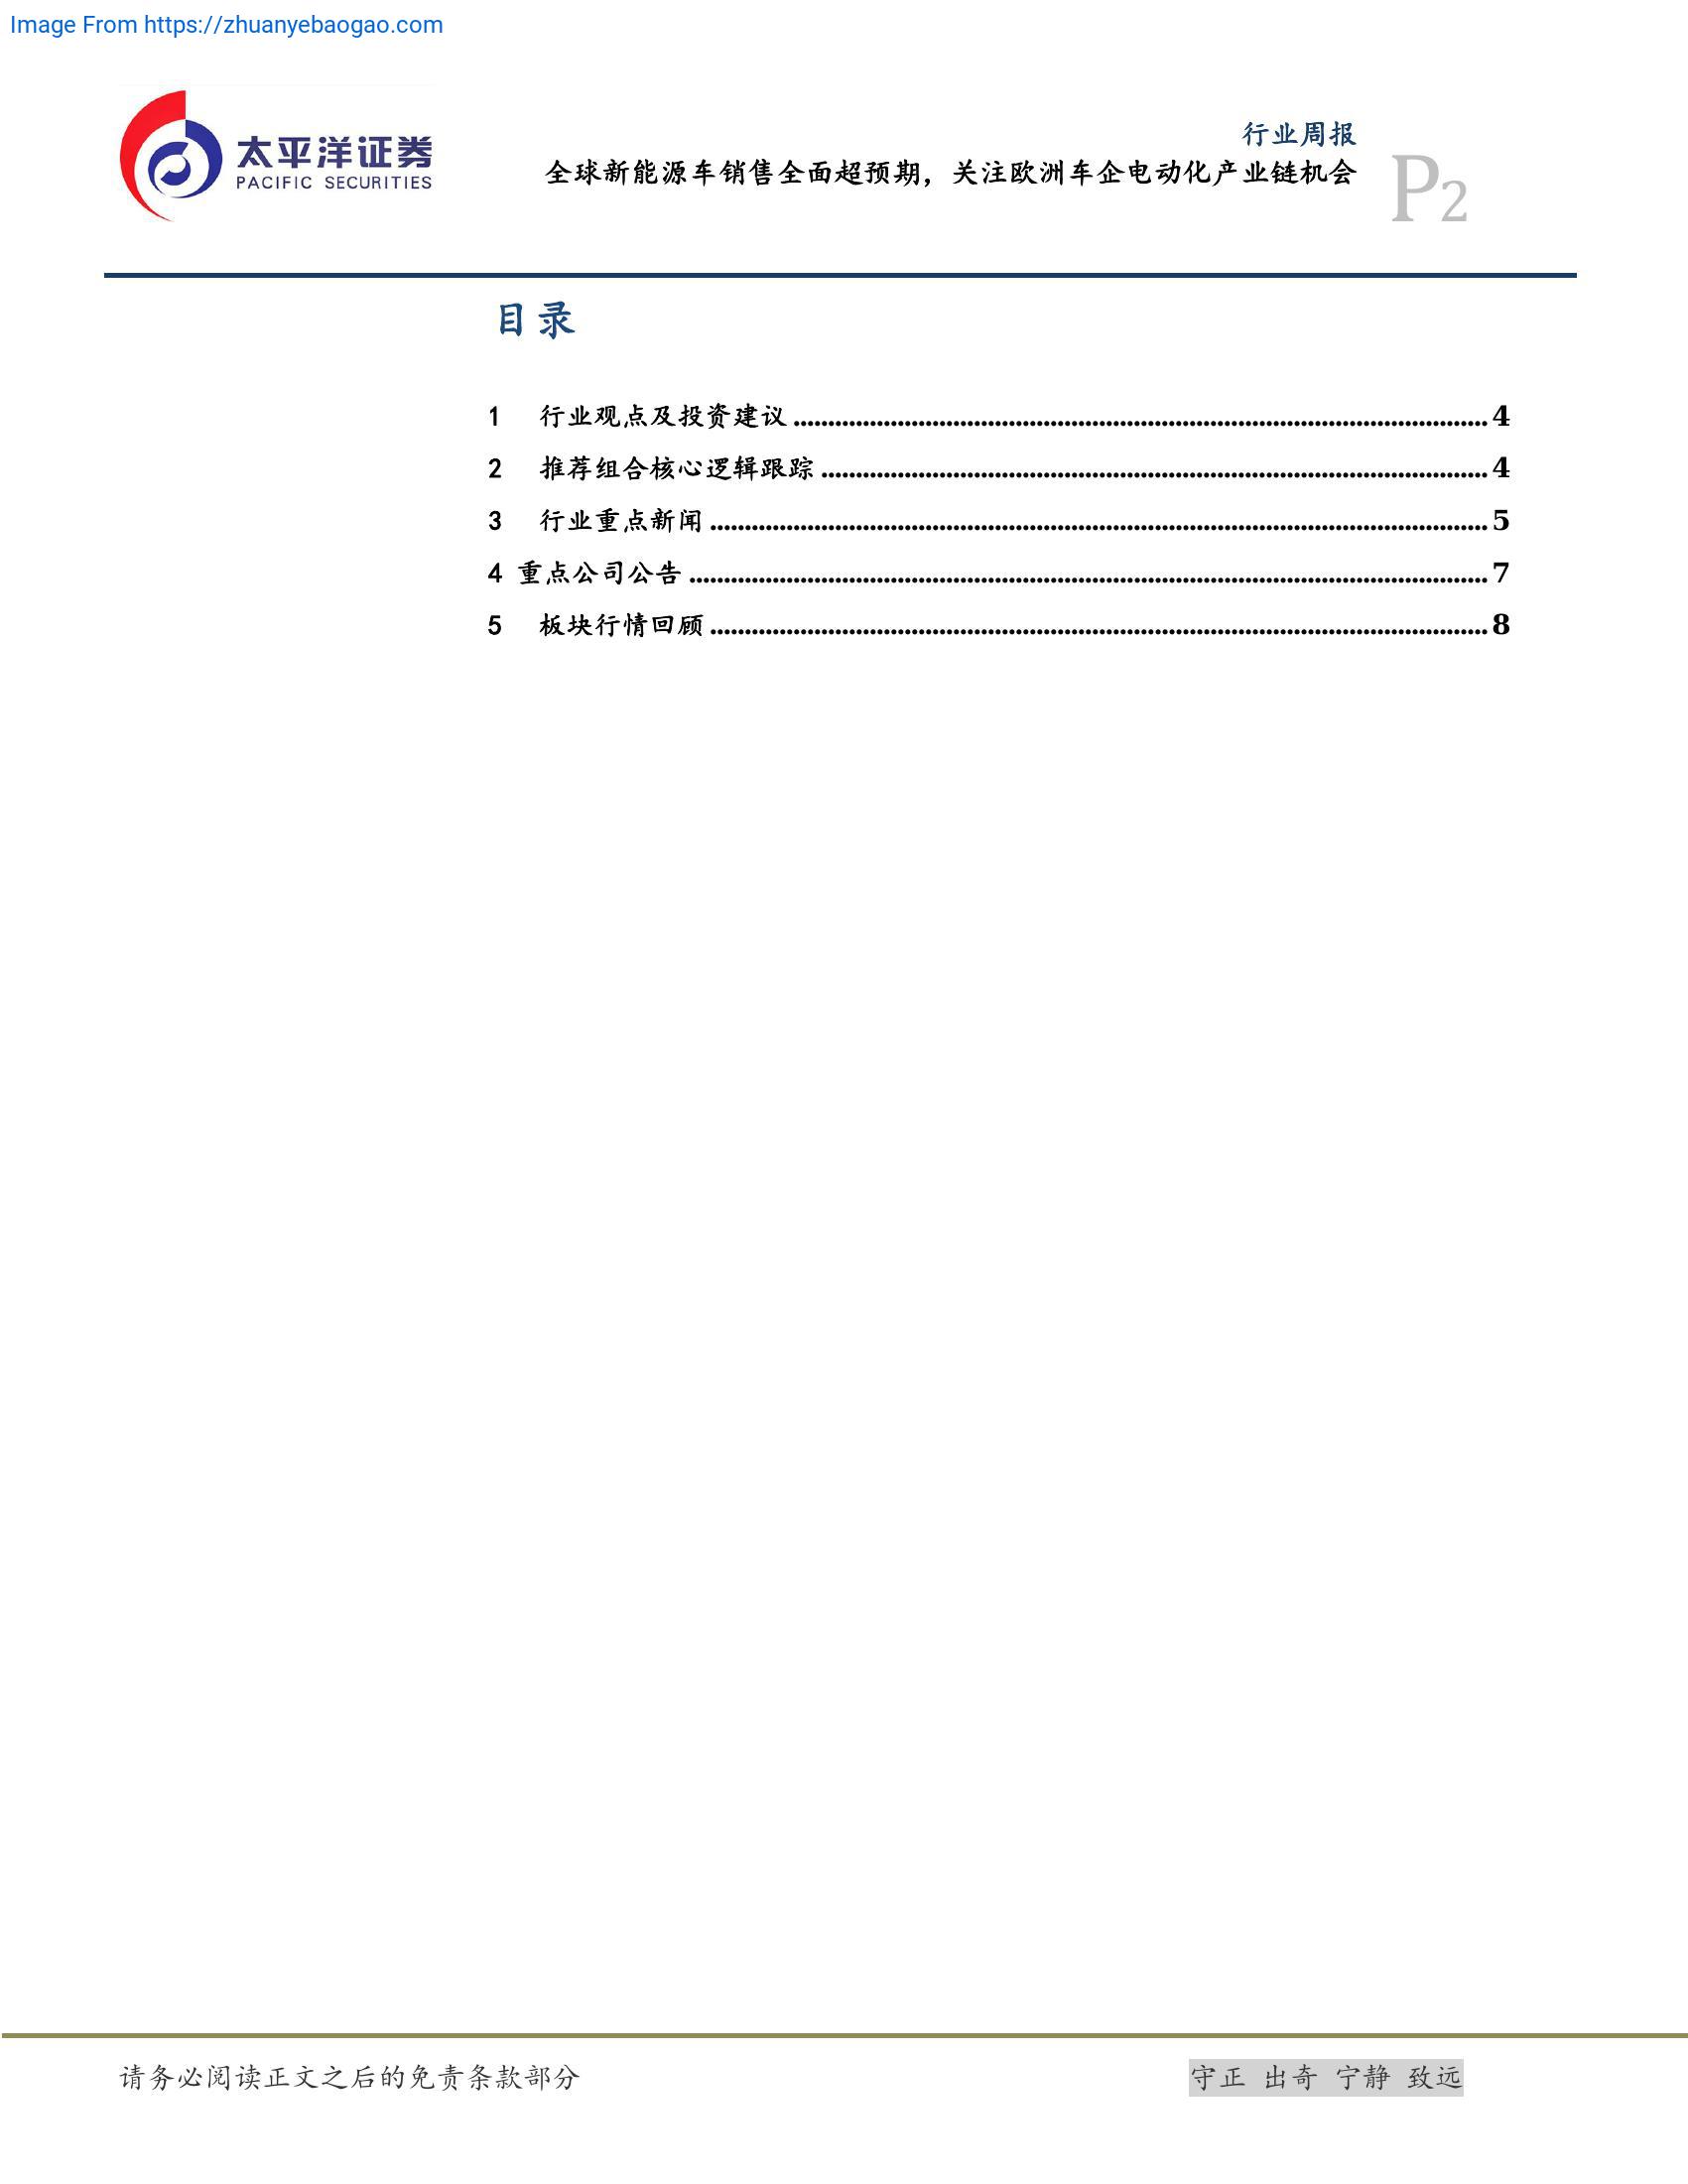 Image From https://zhuanyebaogao.com
太平洋证券
PACIFIC SECURITIES
行业周报
全球新能源车销售全面超预期，关注欧洲车企电动化产业链机会
P2
目录
1 行业观点及投资建议 4
2 推荐组合核心逻辑跟踪 4
3 行业重点新闻 5
4 重点公司公告 7
5 板块行情回顾 8
请务必阅读正文之后的免责条款部分
守正 出奇 宁静 致远